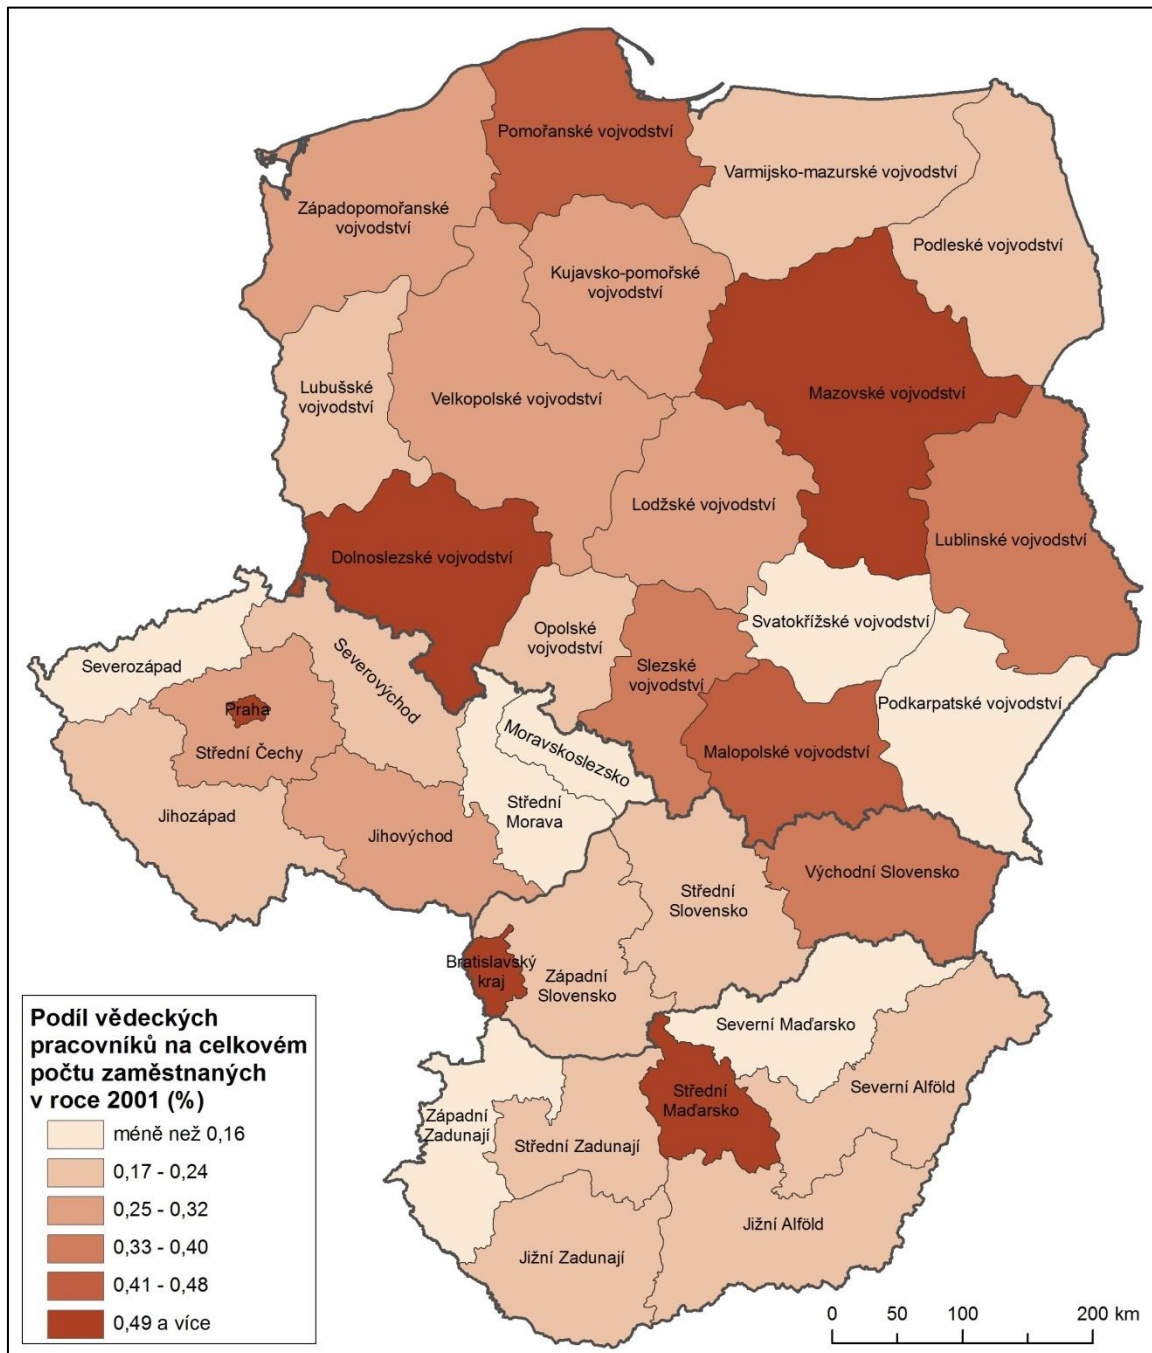 Pomořanské vojvodství
Varmijsko-mazurské vojvodství
Západopomořanské
vojvodství
Podleské vojvodství
Kujavsko-pomořské
vojvodství
Lubušské
vojvodství
Velkopolské vojvodství
Mazovské vojvodství
Lodžské vojvodství
Lublinské vojvodství
Dolnoslezské vojvodství
Svatokřížské vojvodství
Opolské
vojvodství
Slezské
vojvodství
Severozápad
Severovýchod
Podkarpatské vojvodství
Praha
Střední Čechy
Moravskoslezsko
Malopolské vojvodství
Střední
Morava
Jihozápad
Jihovýchod
Východní Slovensko
Střední
Slovensko
Bratislavský
kraj
Západní
Slovensko
Severní Maďarsko
Severní Alföld
Střední
Maďarsko
Západní
Zadunají
Střední Zadunají
Jižní Alföld
Jižní Zadunají
Podíl vědeckých
pracovníků na celkovém
počtu zaměstnaných
v roce 2001 (%)
méně než 0,16
0,17 - 0,24
0,25 - 0,32
0,33 - 0,40
0,41 - 0,48
0,49 a více
0 50 100 200 km